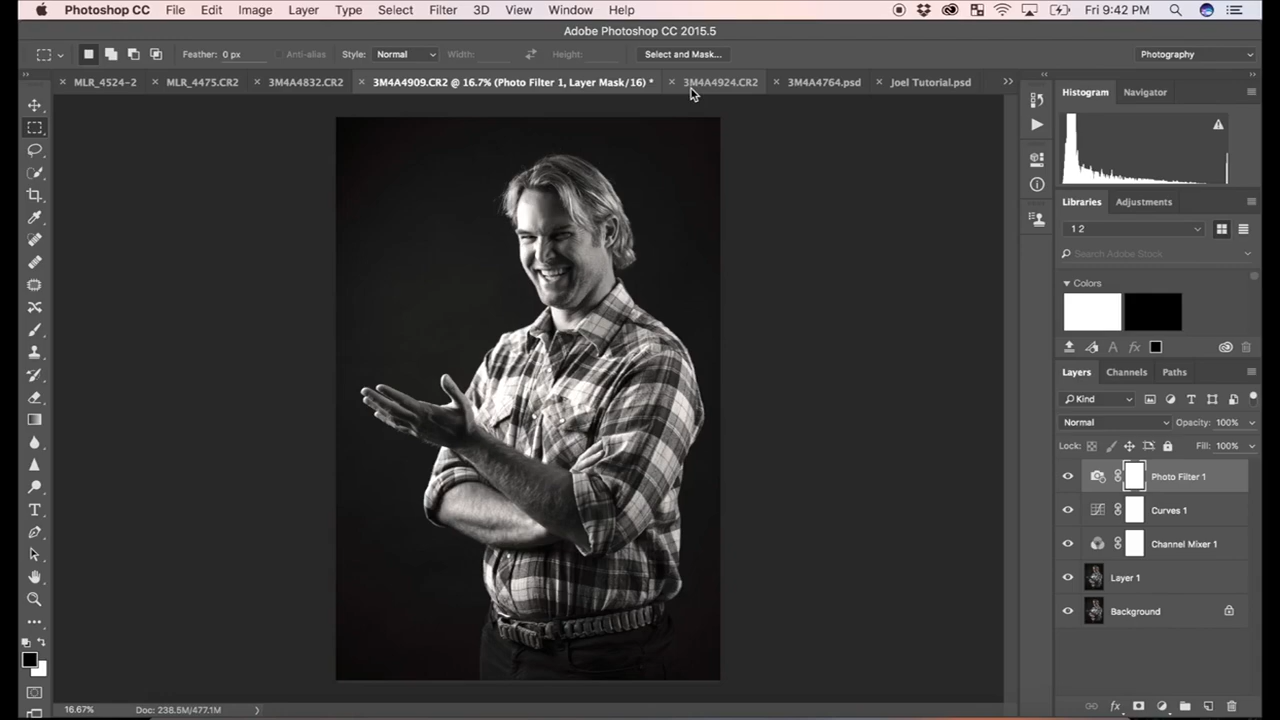 Photoshop CC File Edit Image Layer Type Select Filter 3D View Window Help Fri 9:42 PM
Adobe Photoshop CC 2015.5
Feather: 0 px Anti-alias Style: Normal Width: Height: Select and Mask... Photography
× MLR_4524-2 × MLR_4475.CR2 × 3M4A4832.CR2 × 3M4A4909.CR2 @ 16.7% (Photo Filter 1, Layer Mask/16) * × 3M4A4924.CR2 × 3M4A4764.psd × Joel Tutorial.psd »
Histogram Navigator
Libraries Adjustments
1 2
Search Adobe Stock
Colors
Layers Channels Paths
Kind
Normal Opacity: 100%
Lock: Fill: 100%
Photo Filter 1
Curves 1
Channel Mixer 1
Layer 1
Background
16.67% Doc: 238.5M/477.1M